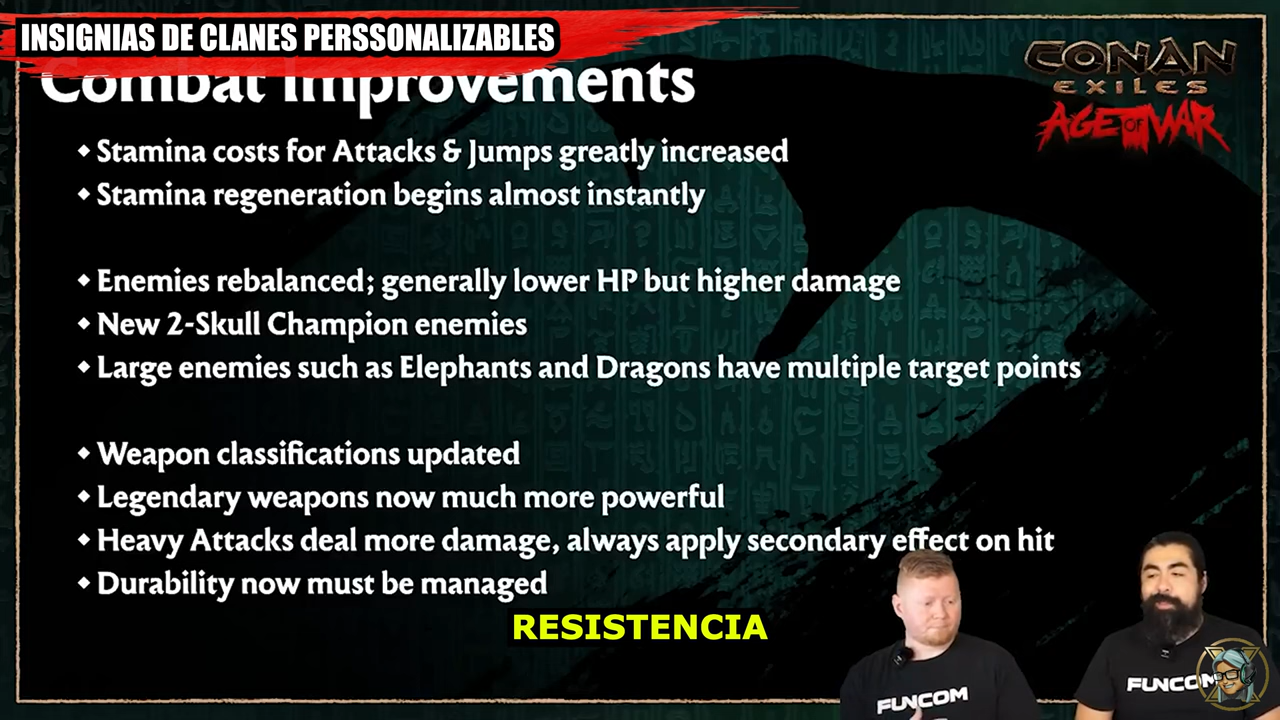 INSIGNIAS DE CLANES PERSSONALIZABLES
Combat Improvements
CONAN
EXILES
AGE OF WAR
◆ Stamina costs for Attacks & Jumps greatly increased
◆ Stamina regeneration begins almost instantly
◆ Enemies rebalanced; generally lower HP but higher damage
◆ New 2-Skull Champion enemies
◆ Large enemies such as Elephants and Dragons have multiple target points
◆ Weapon classifications updated
◆ Legendary weapons now much more powerful
◆ Heavy Attacks deal more damage, always apply secondary effect on hit
◆ Durability now must be managed
RESISTENCIA
FUNCOM
FUNCOM